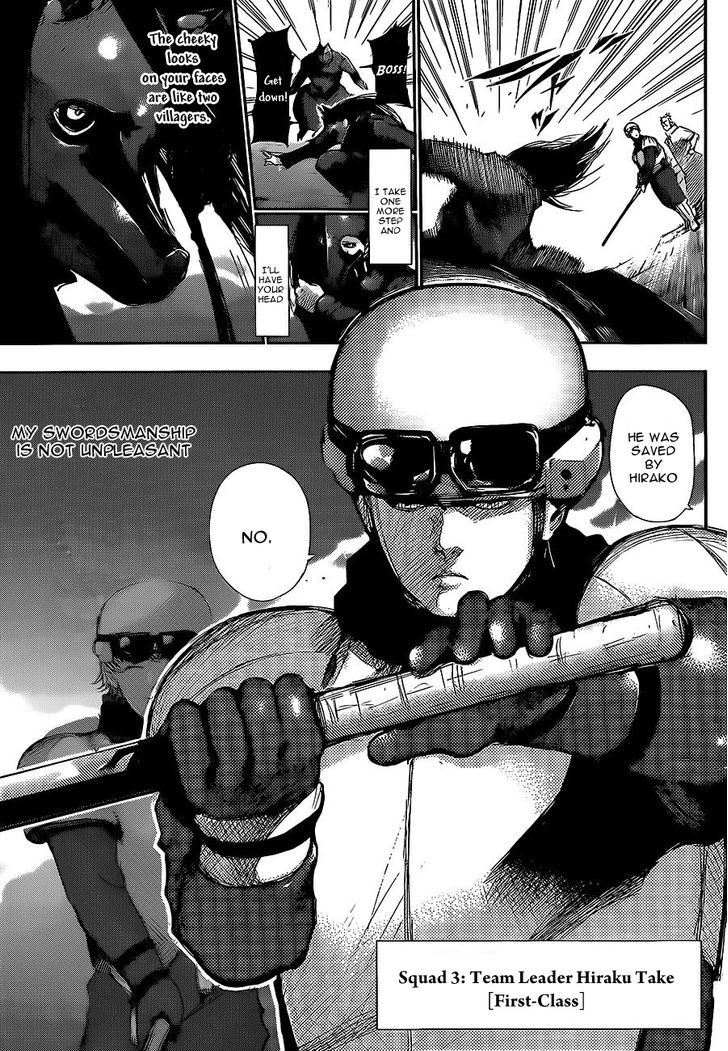 BOSS!
Get
down!
I TAKE
ONE
MORE
STEP
AND
I'LL
HAVE
YOUR
HEAD
The cheeky
looks
on your faces
are like two
villagers.
HE WAS
SAVED
BY
HIRAKO
NO.
MY SWORDSMANSHIP
IS NOT UNPLEASANT
Squad 3: Team Leader Hiraku Take
[First-Class]